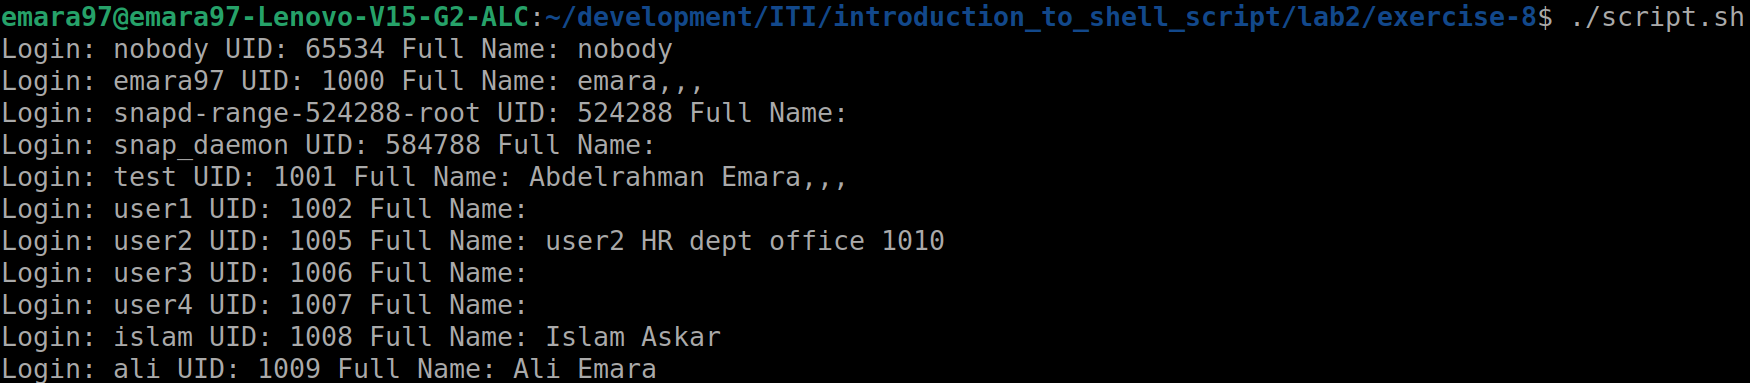 emara97@emara97-Lenovo-V15-G2-ALC:~/development/ITI/introduction_to_shell_script/lab2/exercise-8$ ./script.sh
Login: nobody UID: 65534 Full Name: nobody
Login: emara97 UID: 1000 Full Name: emara,,,
Login: snapd-range-524288-root UID: 524288 Full Name:
Login: snap_daemon UID: 584788 Full Name:
Login: test UID: 1001 Full Name: Abdelrahman Emara,,,
Login: user1 UID: 1002 Full Name:
Login: user2 UID: 1005 Full Name: user2 HR dept office 1010
Login: user3 UID: 1006 Full Name:
Login: user4 UID: 1007 Full Name:
Login: islam UID: 1008 Full Name: Islam Askar
Login: ali UID: 1009 Full Name: Ali Emara